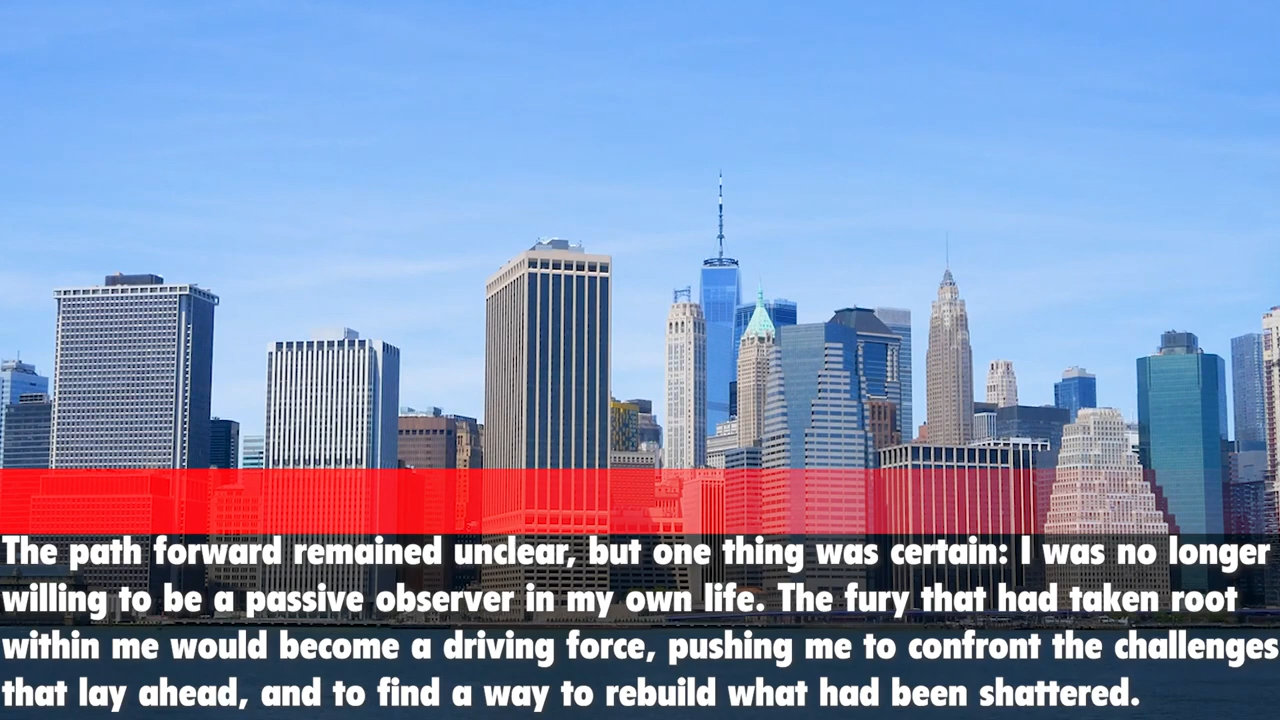 The path forward remained unclear, but one thing was certain: I was no longer
willing to be a passive observer in my own life. The fury that had taken root
within me would become a driving force, pushing me to confront the challenges
that lay ahead, and to find a way to rebuild what had been shattered.